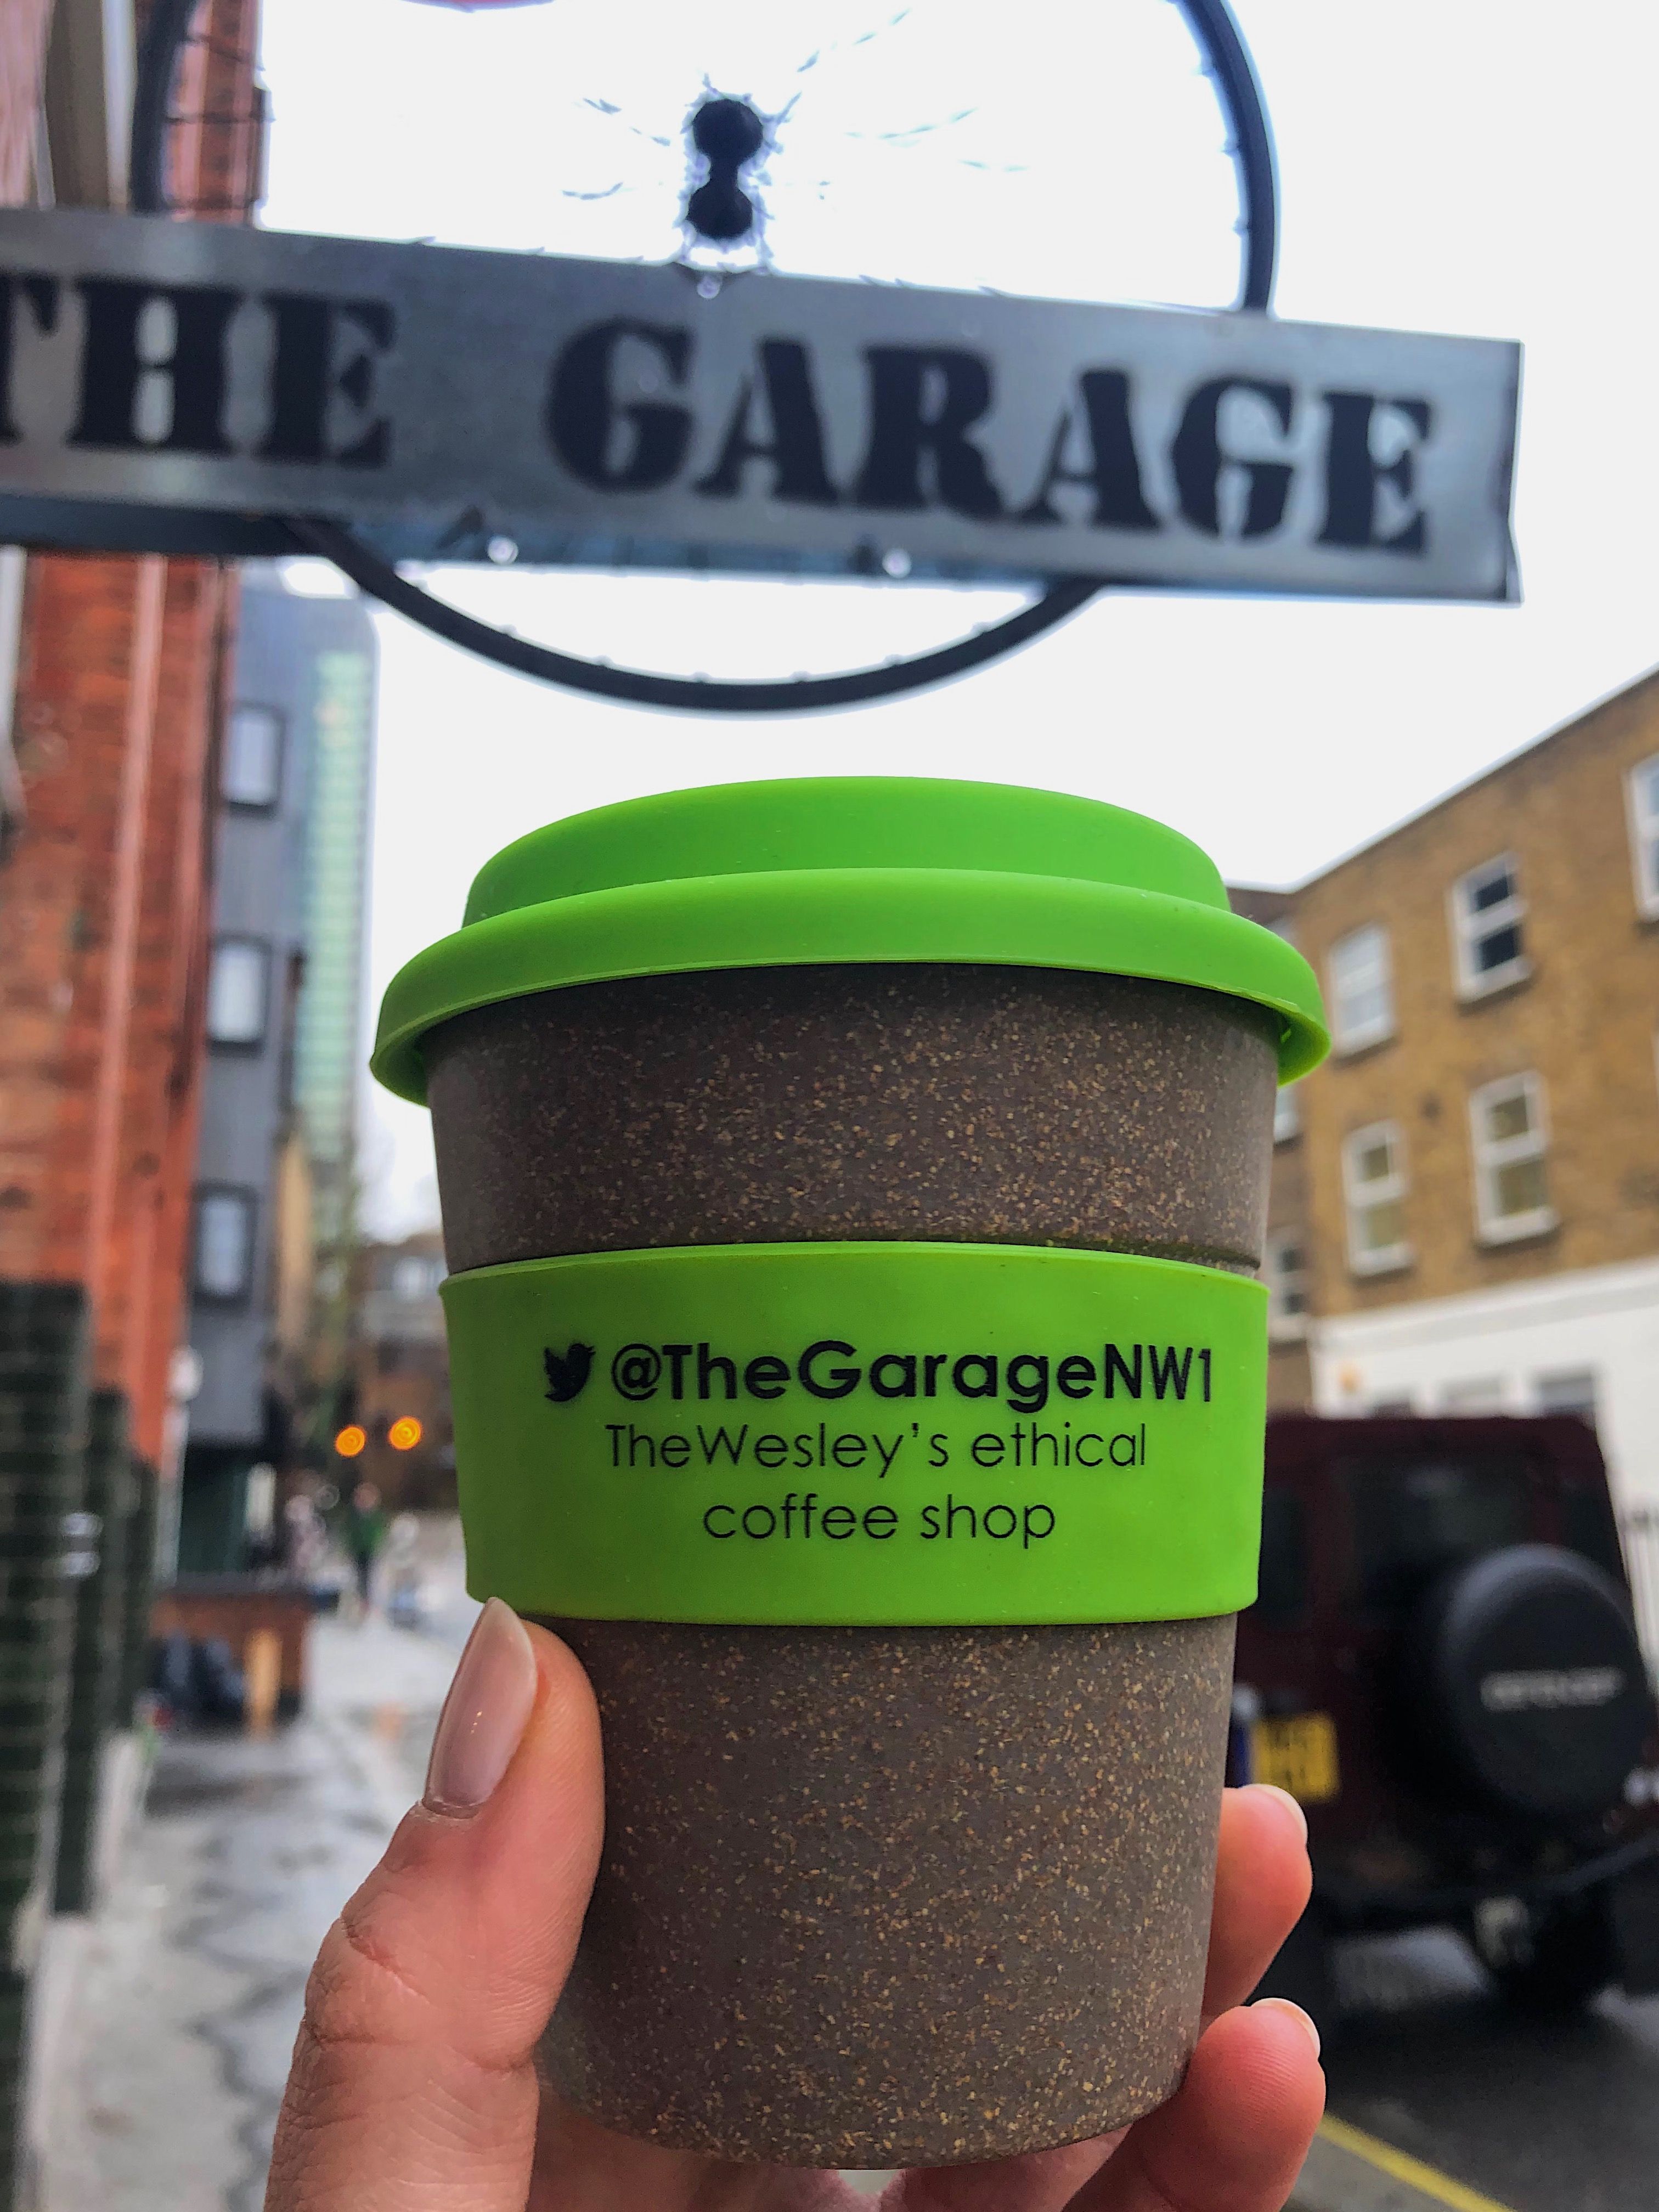 THE GARAGE
@TheGarageNW1
TheWesley's ethical
coffee shop